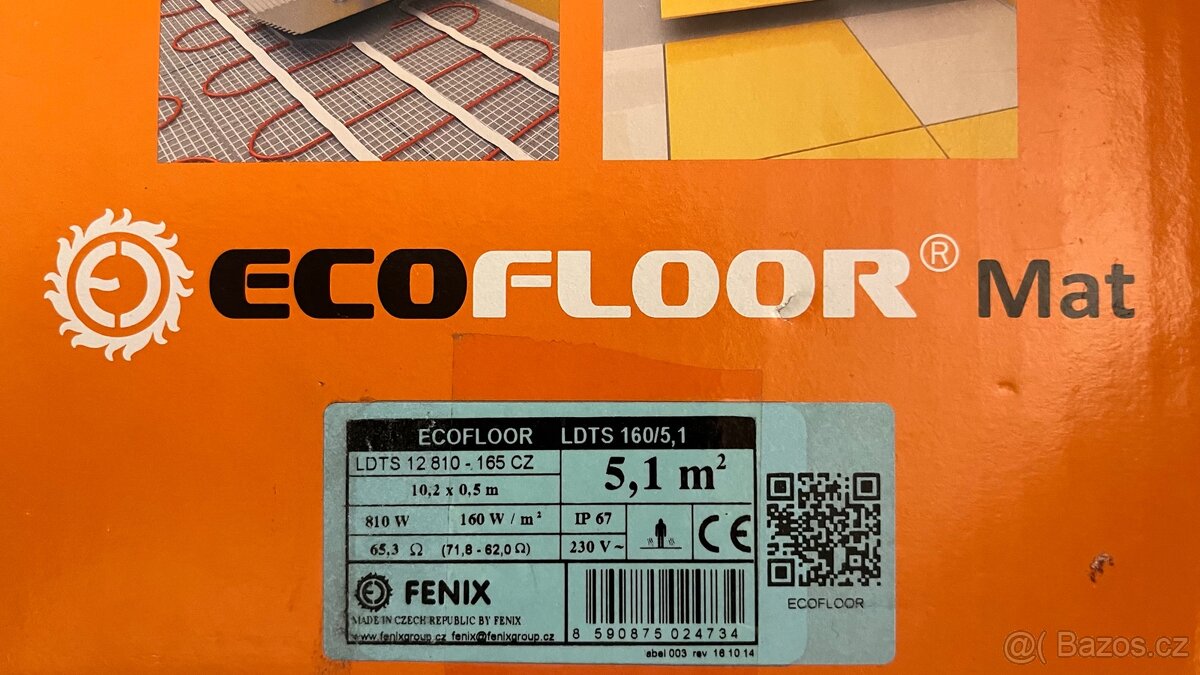 ECOFLOOR® Mat
ECOFLOOR LDTS 160/5,1
LDTS 12 810 - 165 CZ
5,1 m²
10,2 x 0,5 m
810 W 160 W / m² IP 67
CE
65,3 Ω (71,8 - 62,0 Ω) 230 V ~
ECOFLOOR
FENIX
MADE IN CZECH REPUBLIC BY FENIX
www.fenixgroup.cz fenix@fenixgroup.cz
8 590875 024734
abel 003 rev 16 10 14
@( Bazos.cz